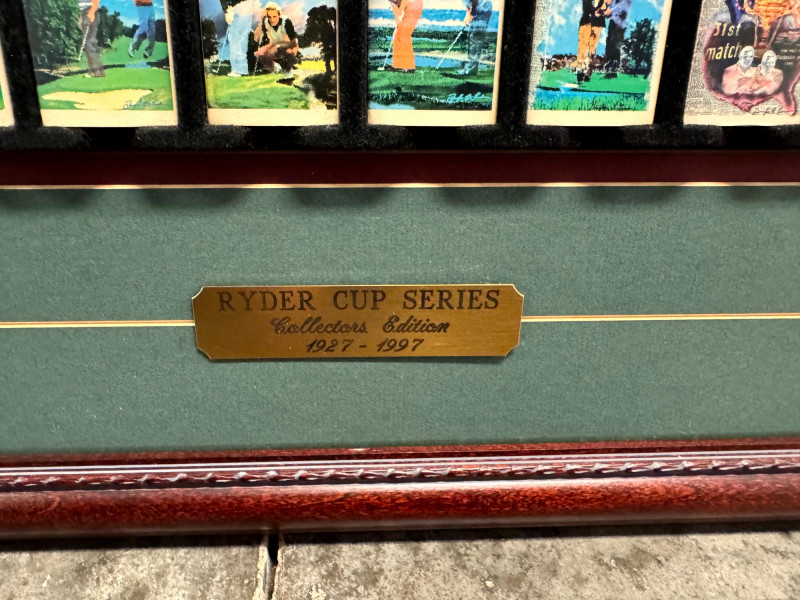 31st
match
RYDER CUP SERIES
Collectors Edition
1927 - 1997